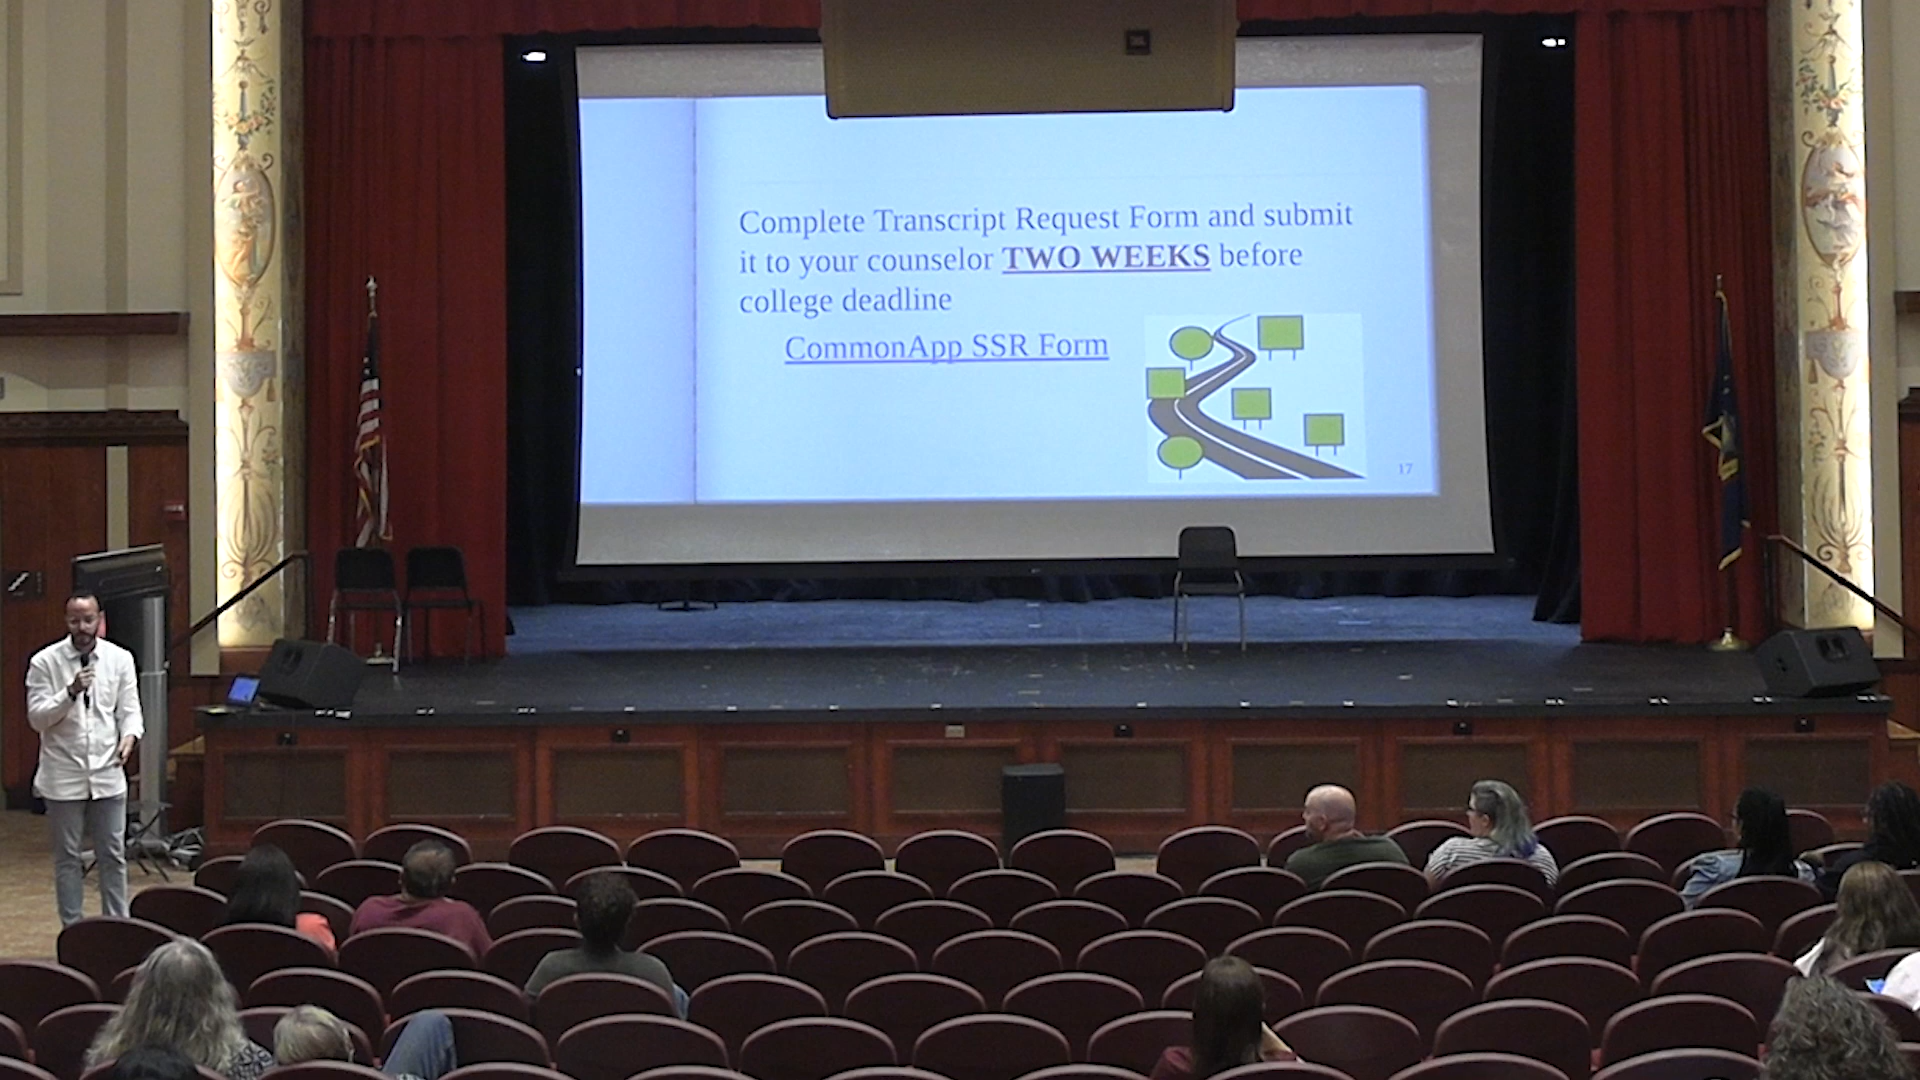 Complete Transcript Request Form and submit
it to your counselor TWO WEEKS before
college deadline
CommonApp SSR Form
17